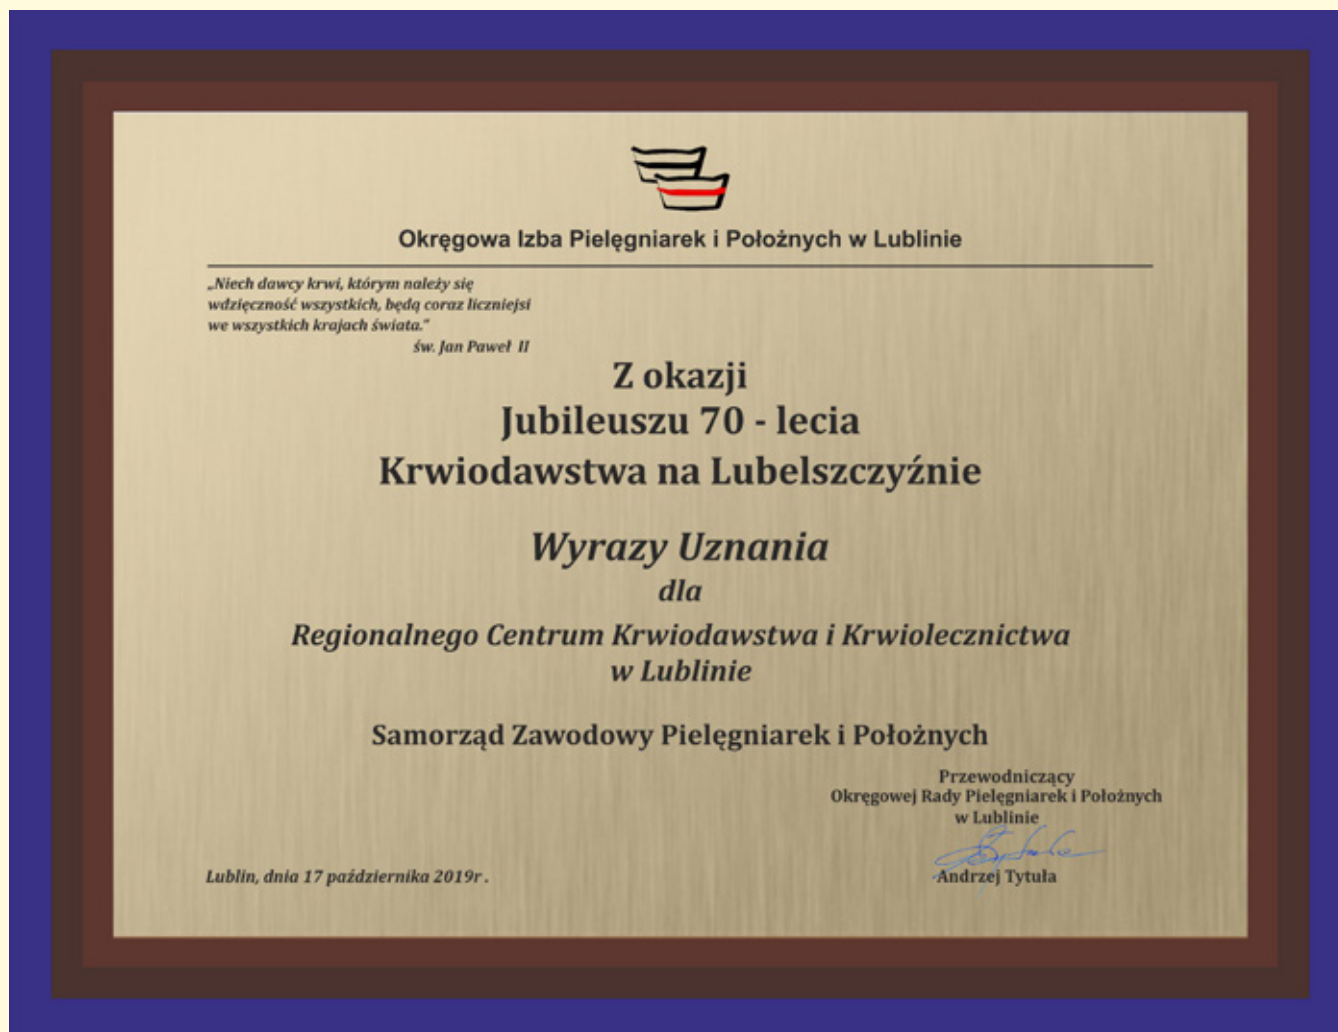 Okręgowa Izba Pielęgniarek i Położnych w Lublinie
„Niech dawcy krwi, którym należy się
wdzięczność wszystkich, będą coraz liczniejsi
we wszystkich krajach świata."
św. Jan Paweł II
Z okazji
Jubileuszu 70 - lecia
Krwiodawstwa na Lubelszczyźnie
Wyrazy Uznania
dla
Regionalnego Centrum Krwiodawstwa i Krwiolecznictwa
w Lublinie
Samorząd Zawodowy Pielęgniarek i Położnych
Przewodniczący
Okręgowej Rady Pielęgniarek i Położnych
w Lublinie
Andrzej Tytuła
Lublin, dnia 17 października 2019r .